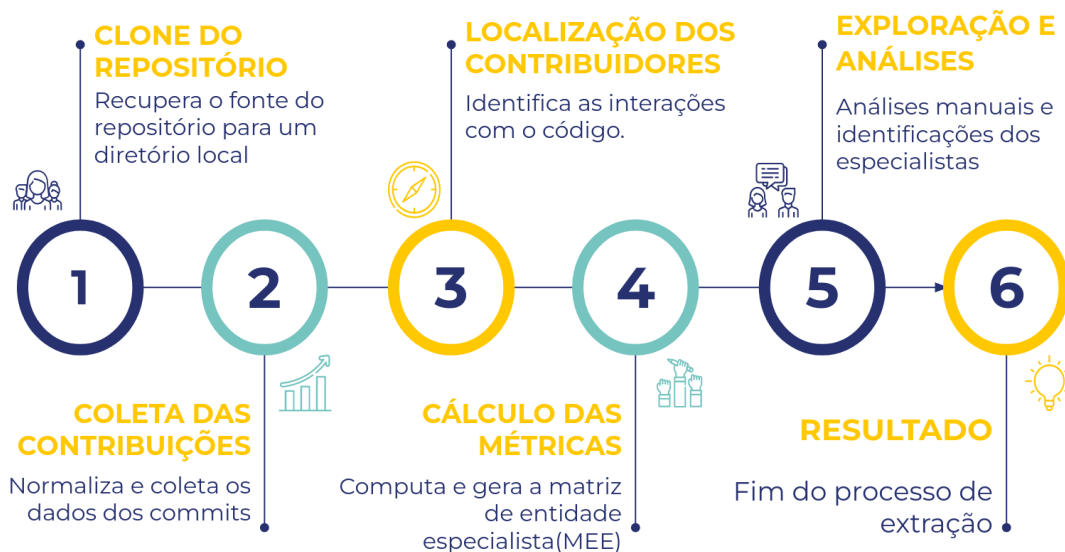 CLONE DO
REPOSITÓRIO
Recupera o fonte do
repositório para um
diretório local
LOCALIZAÇÃO DOS
CONTRIBUIDORES
Identifica as interações
com o código.
EXPLORAÇÃO E
ANÁLISES
Análises manuais e
identificações dos
especialistas
1
2
3
4
5
6
COLETA DAS
CONTRIBUIÇÕES
Normaliza e coleta os
dados dos commits
CÁLCULO DAS
MÉTRICAS
Computa e gera a matriz
de entidade
especialista(MEE)
RESULTADO
Fim do processo de
extração